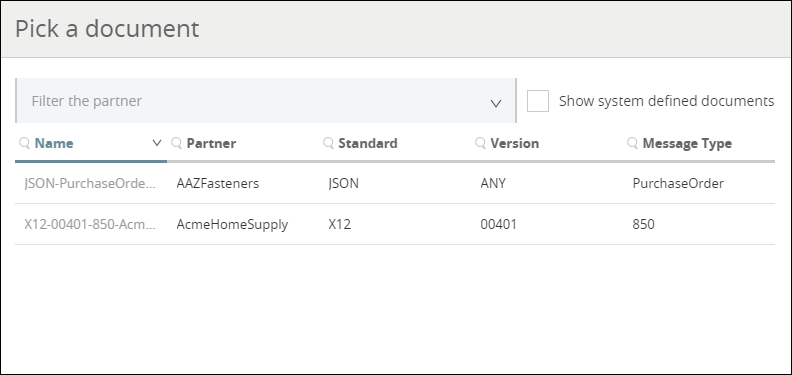 Pick a document
Filter the partner
Show system defined documents
Name Partner Standard Version Message Type
JSON-PurchaseOrde... AAZFasteners JSON ANY PurchaseOrder
X12-00401-850-Acm... AcmeHomeSupply X12 00401 850